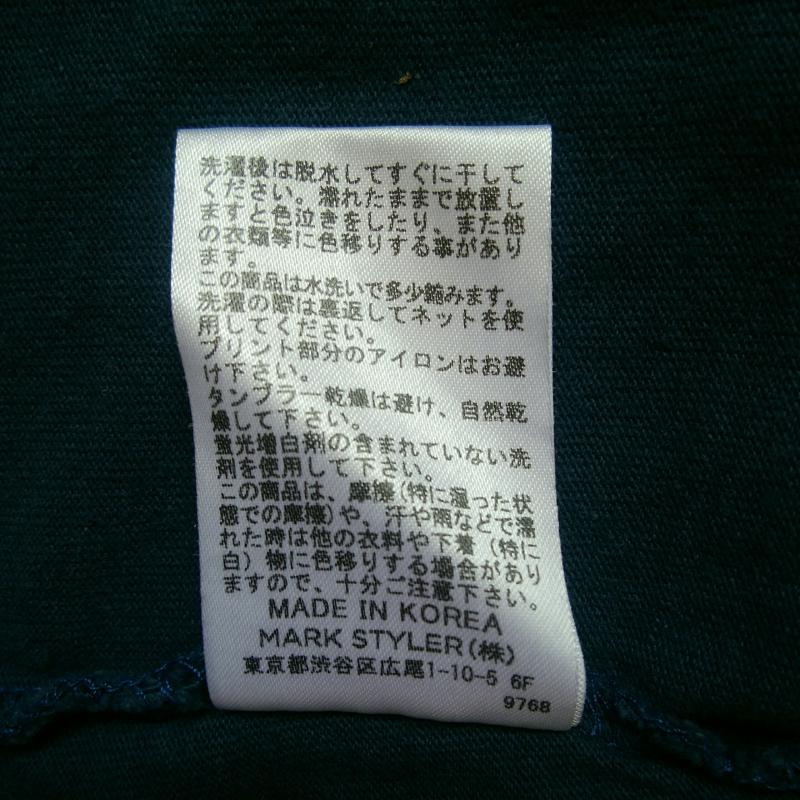 洗濯後は脱水してすぐに干して
ください。濡れたままで放置し
ますと色泣きをしたり、また他
の衣類等に色移りする事があり
ます。
この商品は水洗いで多少縮みます。
洗濯の際は裏返してネットを使
用してください。
プリント部分のアイロンはお避
け下さい。
タンブラー乾燥は避け、自然乾
燥して下さい。
蛍光増白剤の含まれていない洗
剤を使用して下さい。
この商品は、摩擦(特に湿った状
態での摩擦)や、汗や雨などで濡
れた時は他の衣料や下着（特に
白）物に色移りする場合があり
ますので、十分ご注意下さい。
MADE IN KOREA
MARK STYLER(株)
東京都渋谷区広尾1-10-5 6F
9768